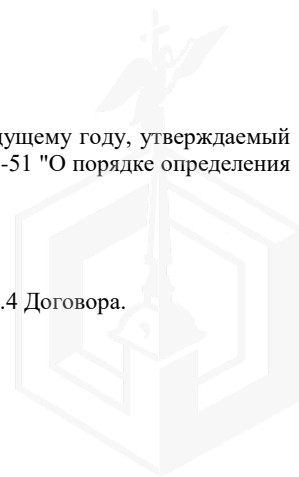 дущему году, утверждаемый
-51 "О порядке определения
.4 Договора.